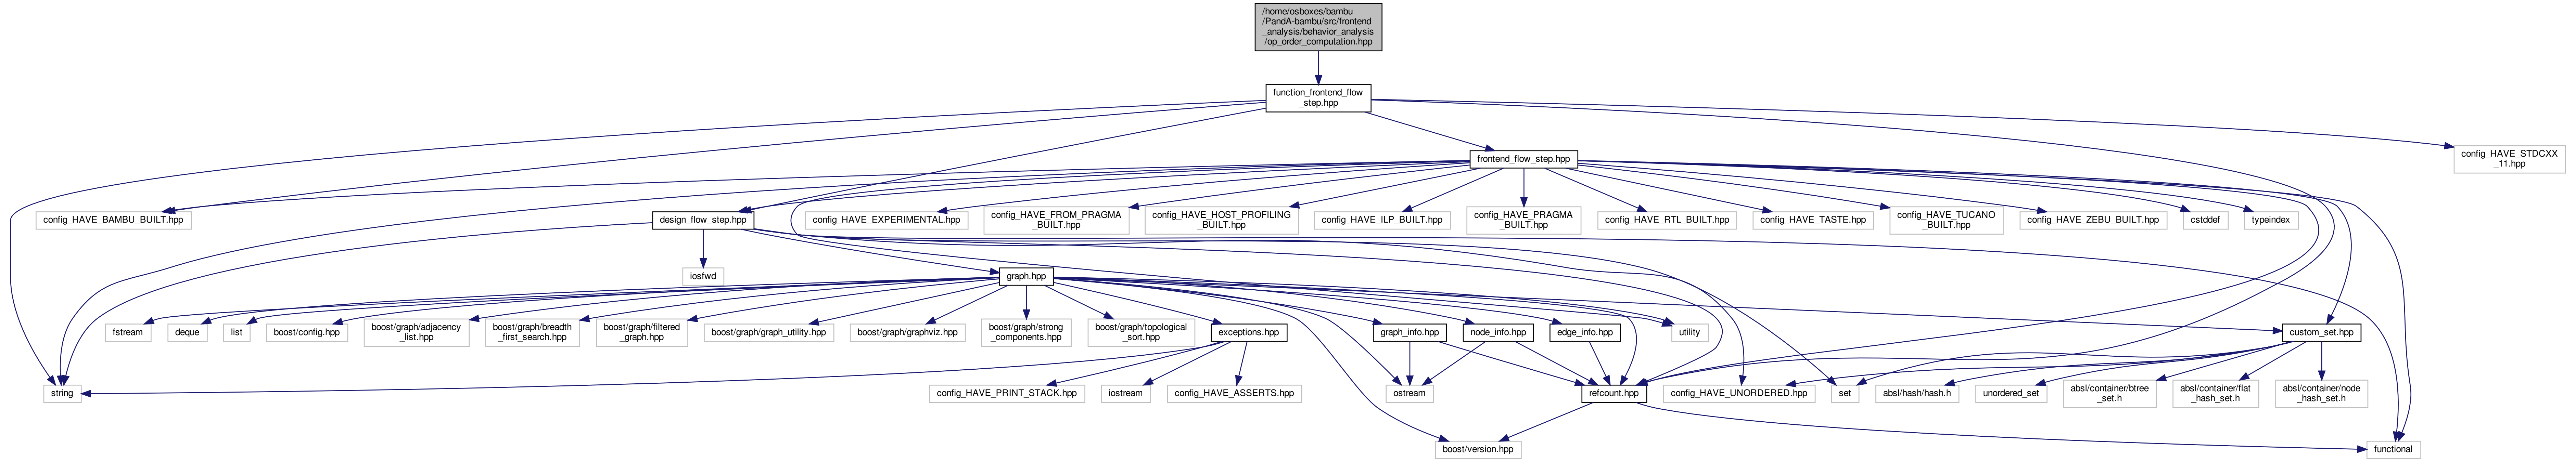 /home/osboxes/bambu
/PandA-bambu/src/frontend
_analysis/behavior_analysis
/op_order_computation.hpp
function_frontend_flow
_step.hpp
frontend_flow_step.hpp
config_HAVE_STDCXX
_11.hpp
config_HAVE_BAMBU_BUILT.hpp
design_flow_step.hpp
config_HAVE_EXPERIMENTAL.hpp
config_HAVE_FROM_PRAGMA
_BUILT.hpp
config_HAVE_HOST_PROFILING
_BUILT.hpp
config_HAVE_ILP_BUILT.hpp
config_HAVE_PRAGMA
_BUILT.hpp
config_HAVE_RTL_BUILT.hpp
config_HAVE_TASTE.hpp
config_HAVE_TUCANO
_BUILT.hpp
config_HAVE_ZEBU_BUILT.hpp
cstddef
typeindex
iosfwd
graph.hpp
fstream
deque
list
boost/config.hpp
boost/graph/adjacency
_list.hpp
boost/graph/breadth
_first_search.hpp
boost/graph/filtered
_graph.hpp
boost/graph/graph_utility.hpp
boost/graph/graphviz.hpp
boost/graph/strong
_components.hpp
boost/graph/topological
_sort.hpp
exceptions.hpp
graph_info.hpp
node_info.hpp
edge_info.hpp
utility
custom_set.hpp
string
config_HAVE_PRINT_STACK.hpp
iostream
config_HAVE_ASSERTS.hpp
ostream
refcount.hpp
config_HAVE_UNORDERED.hpp
set
absl/hash/hash.h
unordered_set
absl/container/btree
_set.h
absl/container/flat
_hash_set.h
absl/container/node
_hash_set.h
boost/version.hpp
functional